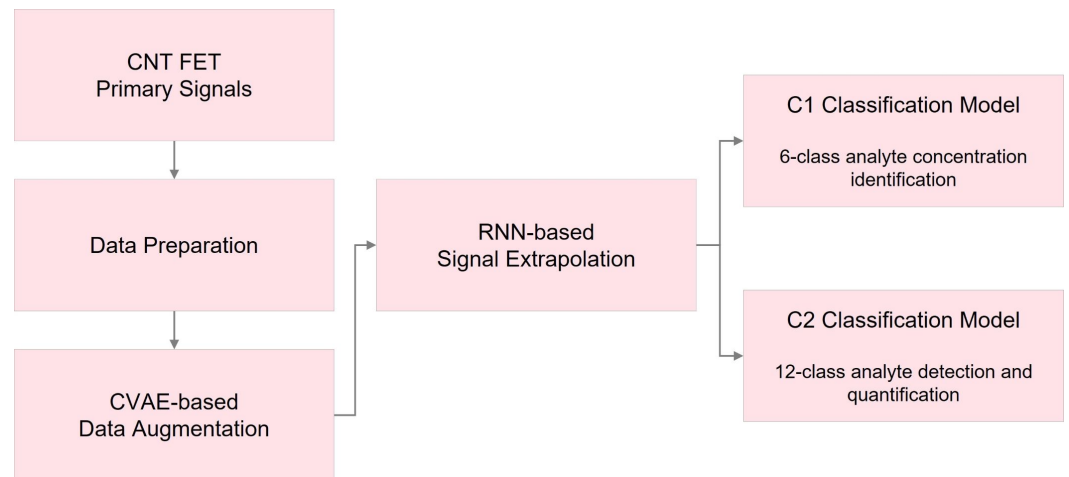 CNT FET
Primary Signals
Data Preparation
CVAE-based
Data Augmentation
RNN-based
Signal Extrapolation
C1 Classification Model
6-class analyte concentration
identification
C2 Classification Model
12-class analyte detection and
quantification